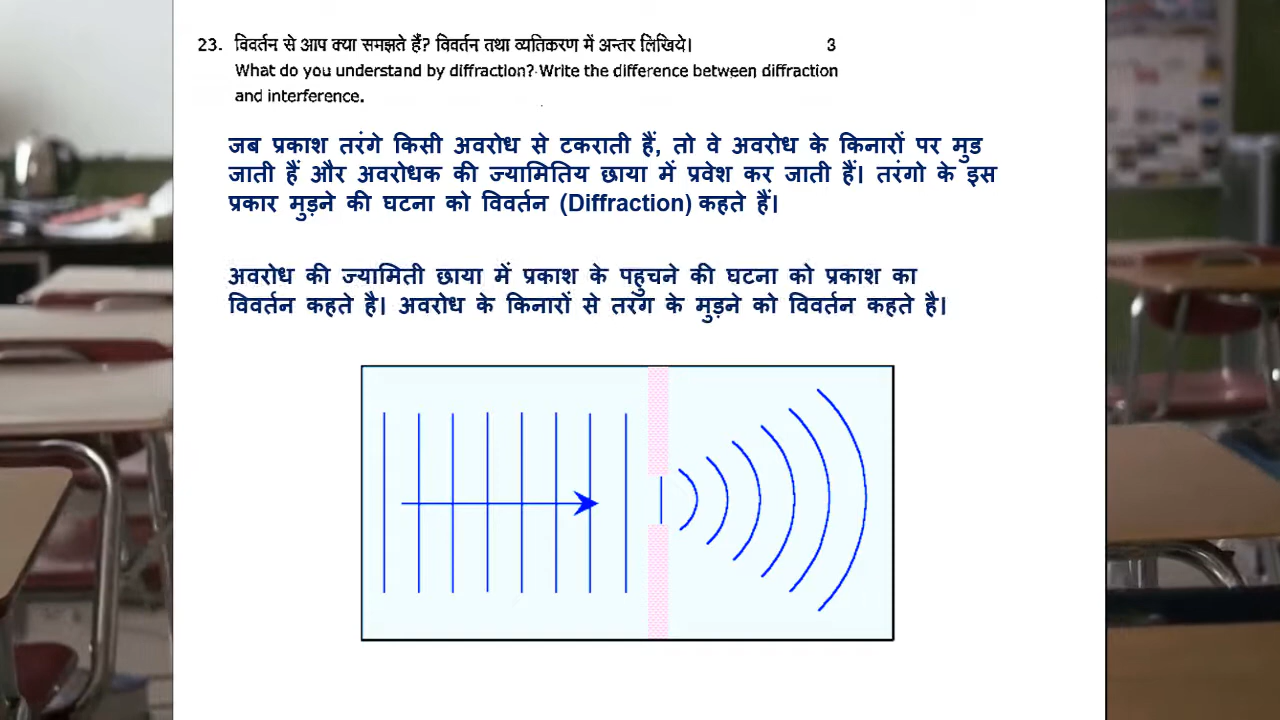 23. विवर्तन से आप क्या समझते हैं? विवर्तन तथा व्यतिकरण में अन्तर लिखिये। 3
What do you understand by diffraction? Write the difference between diffraction
and interference.
जब प्रकाश तरंगे किसी अवरोध से टकराती हैं, तो वे अवरोध के किनारों पर मुड
जाती हैं और अवरोधक की ज्यामितिय छाया में प्रवेश कर जाती हैं। तरंगो के इस
प्रकार मुड़ने की घटना को विवर्तन (Diffraction) कहते हैं।
अवरोध की ज्यामिती छाया में प्रकाश के पहुचने की घटना को प्रकाश का
विवर्तन कहते है। अवरोध के किनारों से तरंग के मुड़ने को विवर्तन कहते है।